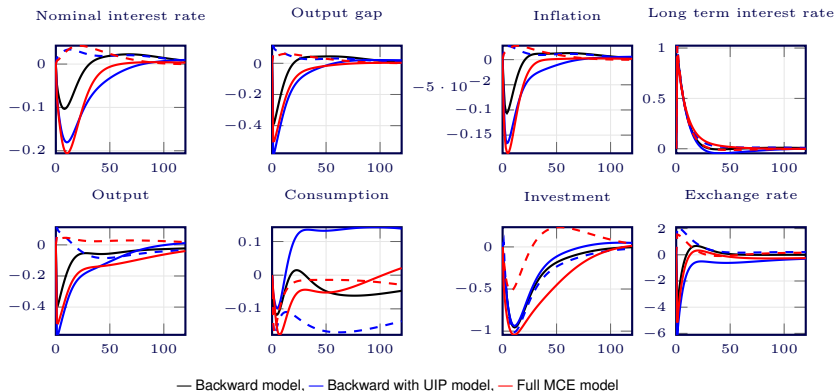 Nominal interest rate
Output gap
Inflation
Long term interest rate
0
−0.1
−0.2
0 50 100
0
−0.2
−0.4
0 50 100
0
−5 · 10−2
−0.1
−0.15
0 50 100
1
0.5
0
0 50 100
Output
Consumption
Investment
Exchange rate
0
−0.2
−0.4
0 50 100
0.1
0
−0.1
0 50 100
0
−0.5
−1
0 50 100
2
0
−2
−4
−6
0 50 100
Backward model, Backward with UIP model, Full MCE model